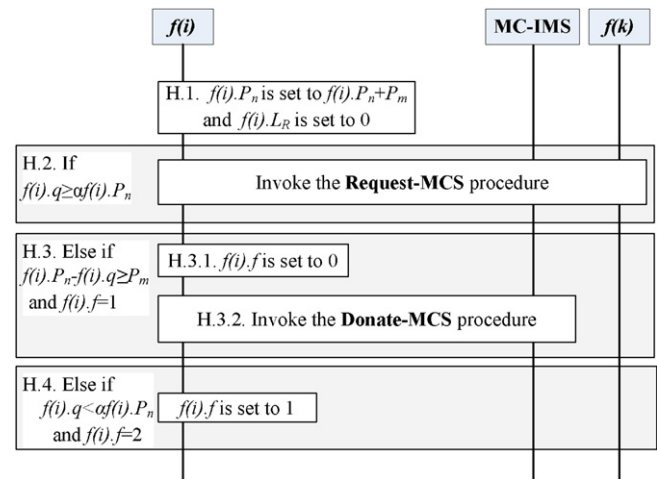 f(i)
MC-IMS
f(k)
H.1. f(i).Pₙ is set to f(i).Pₙ+Pₘ
and f(i).L_R is set to 0
H.2. If
f(i).q≥αf(i).Pₙ
Invoke the Request-MCS procedure
H.3. Else if
f(i).Pₙ-f(i).q≥Pₘ
and f(i).f=1
H.3.1. f(i).f is set to 0
H.3.2. Invoke the Donate-MCS procedure
H.4. Else if
f(i).q<αf(i).Pₙ
and f(i).f=2
f(i).f is set to 1